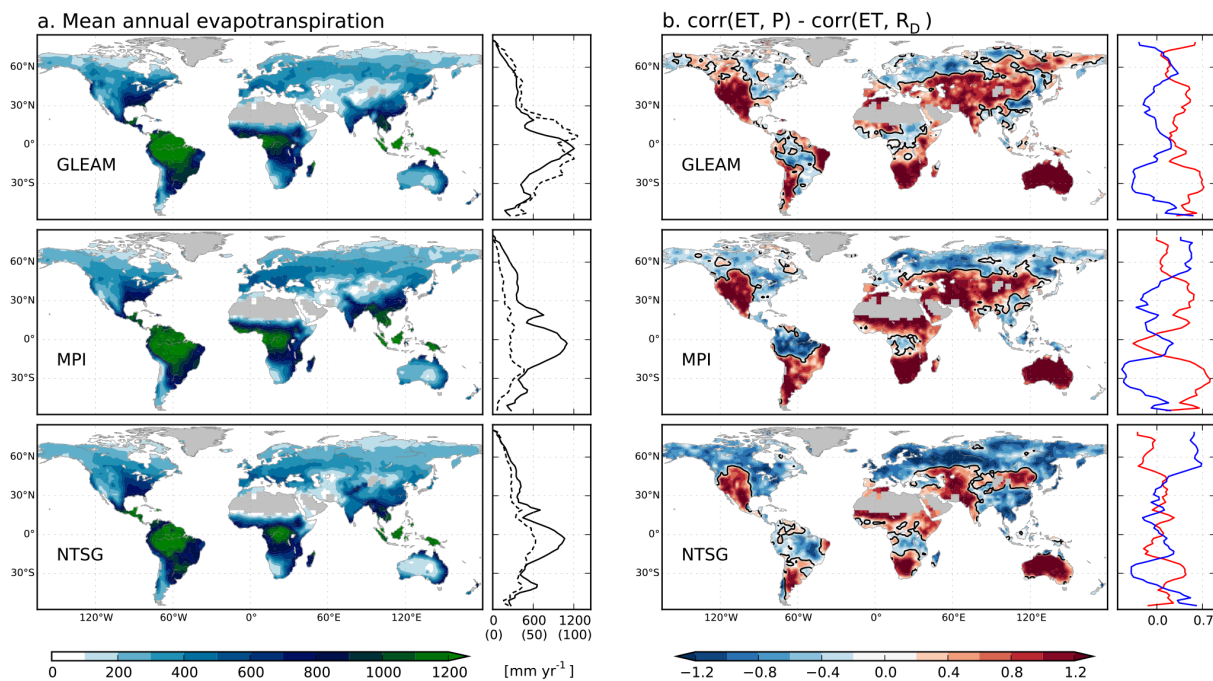 a. Mean annual evapotranspiration
b. corr(ET, P) - corr(ET, R_D)
60°N
30°N
0°
30°S
GLEAM
60°N
30°N
0°
30°S
GLEAM
60°N
30°N
0°
30°S
MPI
60°N
30°N
0°
30°S
MPI
60°N
30°N
0°
30°S
NTSG
60°N
30°N
0°
30°S
NTSG
120°W 60°W 0° 60°E 120°E
0 400 800 1200
(0) (50) (100)
120°W 60°W 0° 60°E 120°E
0.0 0.7
0 200 400 600 800 1000 1200
[mm yr⁻¹]
−1.2 −0.8 −0.4 0.0 0.4 0.8 1.2